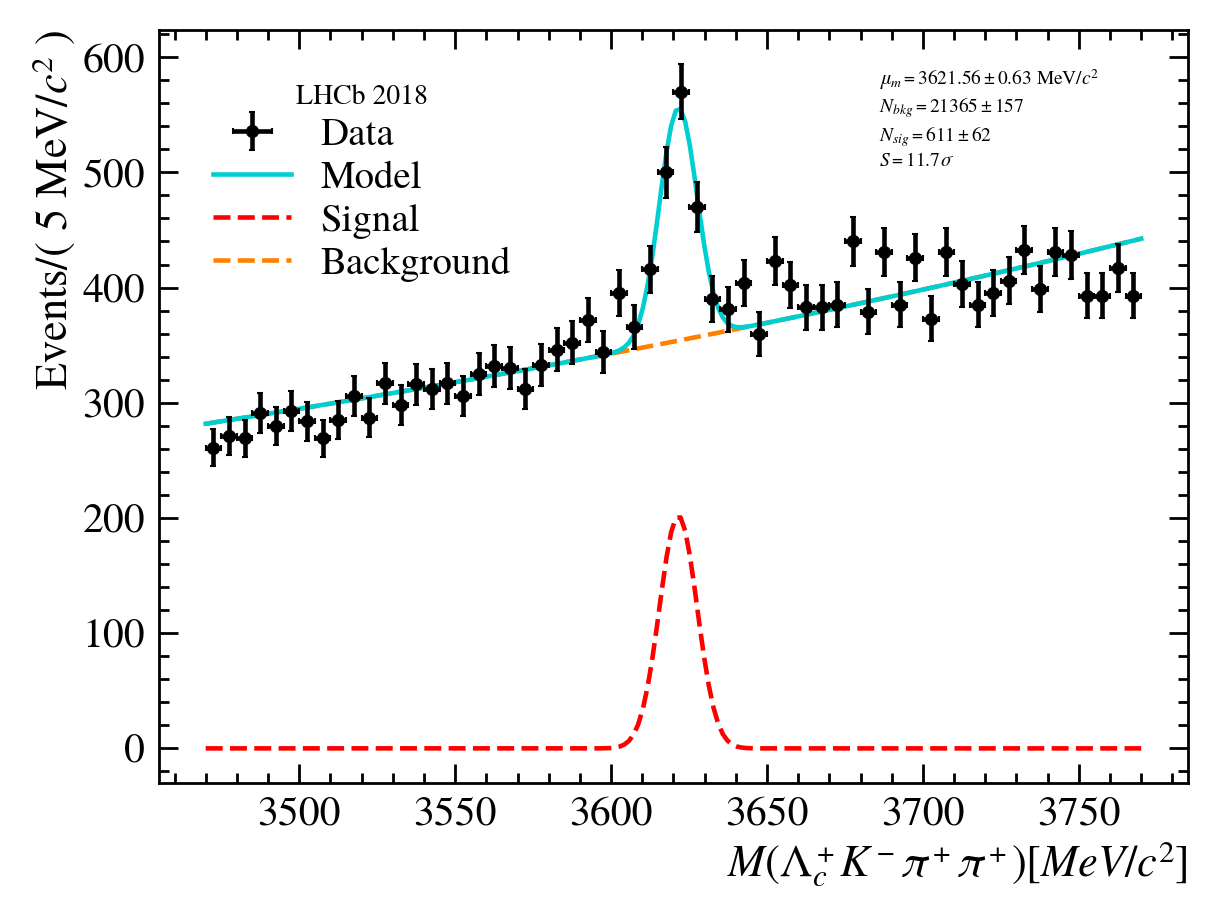 Events/( 5 MeV/c²)
600
500
400
300
200
100
0
LHCb 2018
Data
Model
Signal
Background
μₘ = 3621.56 ± 0.63 MeV/c²
N_bkg = 21365 ± 157
N_sig = 611 ± 62
S = 11.7σ
3500 3550 3600 3650 3700 3750
M(Λ_c⁺K⁻π⁺π⁺)[MeV/c²]